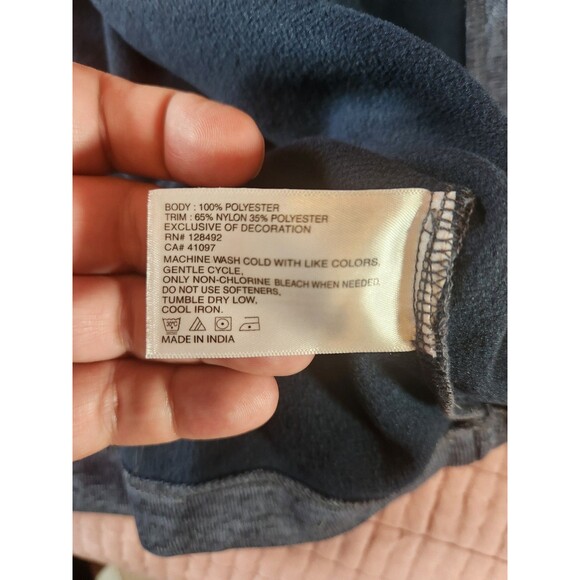 BODY : 100% POLYESTER
TRIM : 65% NYLON 35% POLYESTER
EXCLUSIVE OF DECORATION
RN# 128492
CA# 41097
MACHINE WASH COLD WITH LIKE COLORS,
GENTLE CYCLE,
ONLY NON-CHLORINE BLEACH WHEN NEEDED,
DO NOT USE SOFTENERS,
TUMBLE DRY LOW,
COOL IRON.
30°C
MADE IN INDIA